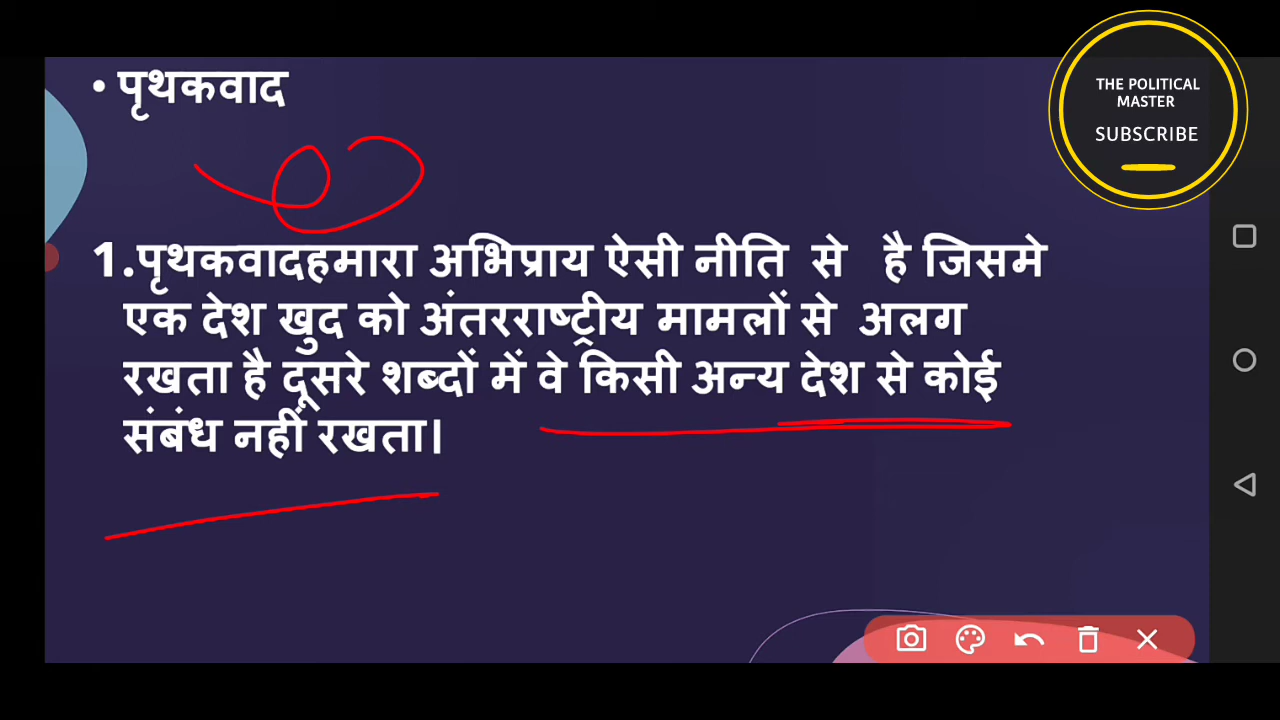 • पृथकवाद
THE POLITICAL
MASTER
SUBSCRIBE
1.पृथकवादहमारा अभिप्राय ऐसी नीति से है जिसमे
एक देश खुद को अंतरराष्ट्रीय मामलों से अलग
रखता है दूसरे शब्दों में वे किसी अन्य देश से कोई
संबंध नहीं रखता।